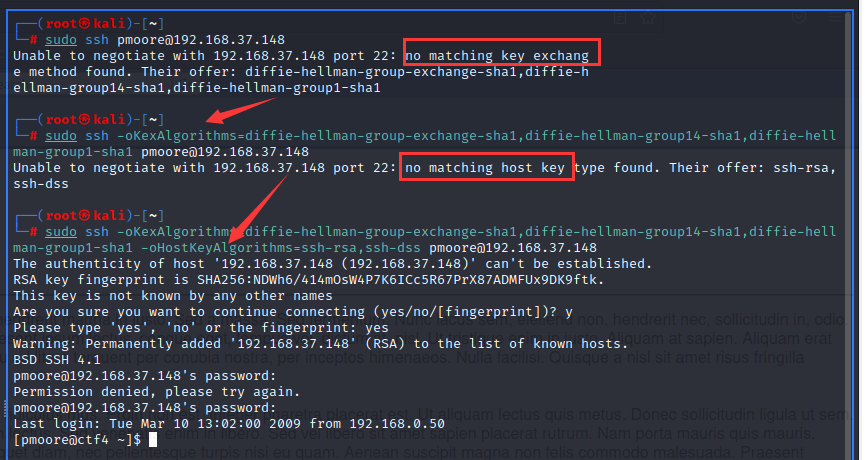 ┌──(root㉿kali)-[~]
└─# sudo ssh pmoore@192.168.37.148
Unable to negotiate with 192.168.37.148 port 22: no matching key exchang
e method found. Their offer: diffie-hellman-group-exchange-sha1,diffie-h
ellman-group14-sha1,diffie-hellman-group1-sha1
┌──(root㉿kali)-[~]
└─# sudo ssh -oKexAlgorithms=diffie-hellman-group-exchange-sha1,diffie-hellman-group14-sha1,diffie-hell
man-group1-sha1 pmoore@192.168.37.148
Unable to negotiate with 192.168.37.148 port 22: no matching host key type found. Their offer: ssh-rsa,
ssh-dss
┌──(root㉿kali)-[~]
└─# sudo ssh -oKexAlgorithms=diffie-hellman-group-exchange-sha1,diffie-hellman-group14-sha1,diffie-hell
man-group1-sha1 -oHostKeyAlgorithms=ssh-rsa,ssh-dss pmoore@192.168.37.148
The authenticity of host '192.168.37.148 (192.168.37.148)' can't be established.
RSA key fingerprint is SHA256:NDWh6/414mOsW4P7K6ICc5R67PrX87ADMFUx9DK9ftk.
This key is not known by any other names
Are you sure you want to continue connecting (yes/no/[fingerprint])? y
Please type 'yes', 'no' or the fingerprint: yes
Warning: Permanently added '192.168.37.148' (RSA) to the list of known hosts.
BSD SSH 4.1
pmoore@192.168.37.148's password:
Permission denied, please try again.
pmoore@192.168.37.148's password:
Last login: Tue Mar 10 13:02:00 2009 from 192.168.0.50
[pmoore@ctf4 ~]$